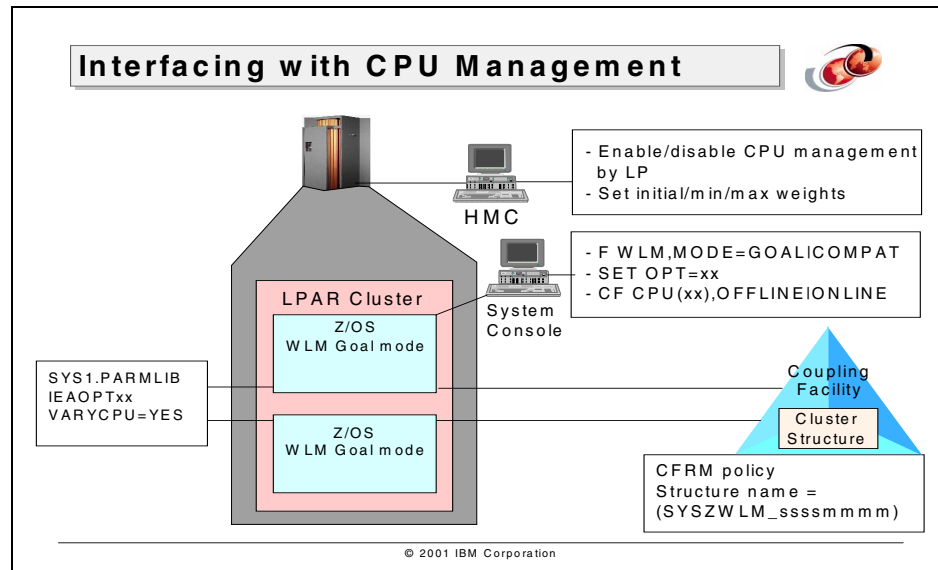 Interfacing with CPU Management
- Enable/disable CPU management
by LP
- Set initial/min/max weights
HMC
- F WLM,MODE=GOAL|COMPAT
- SET OPT=xx
- CF CPU(xx),OFFLINE|ONLINE
System
Console
LPAR Cluster
Z/OS
WLM Goal mode
SYS1.PARMLIB
IEAOPTxx
VARYCPU=YES
Z/OS
WLM Goal mode
Coupling
Facility
Cluster
Structure
CFRM policy
Structure name =
(SYSZWLM_ssssmmmm)
© 2001 IBM Corporation